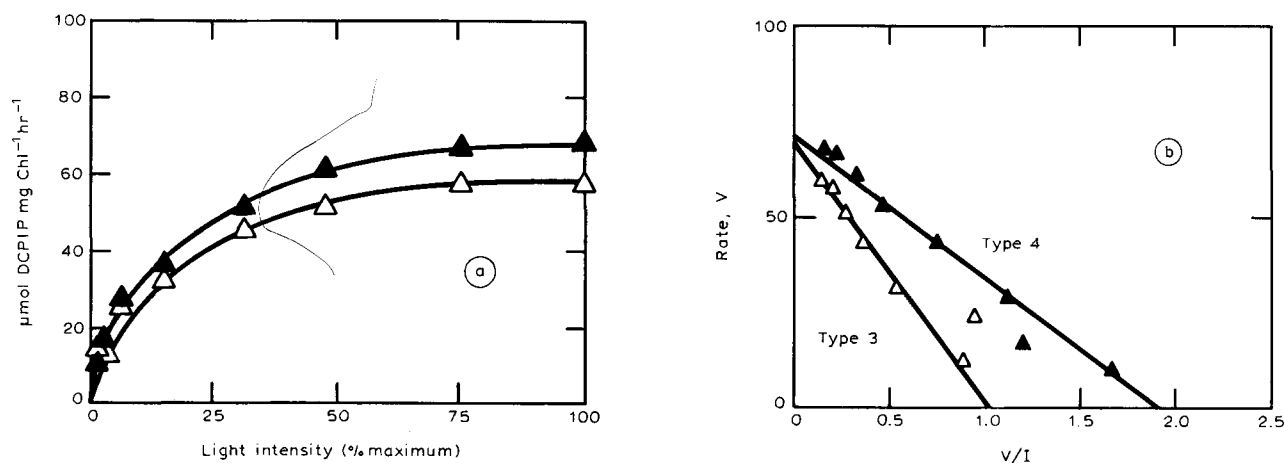 100
80
60
40
20
0
µmol DCPIP mg Chl⁻¹ hr⁻¹
0 25 50 75 100
Light intensity (% maximum)
a
100
50
0
Rate, V
Type 4
Type 3
b
0 0.5 1.0 1.5 2.0 2.5
V/I